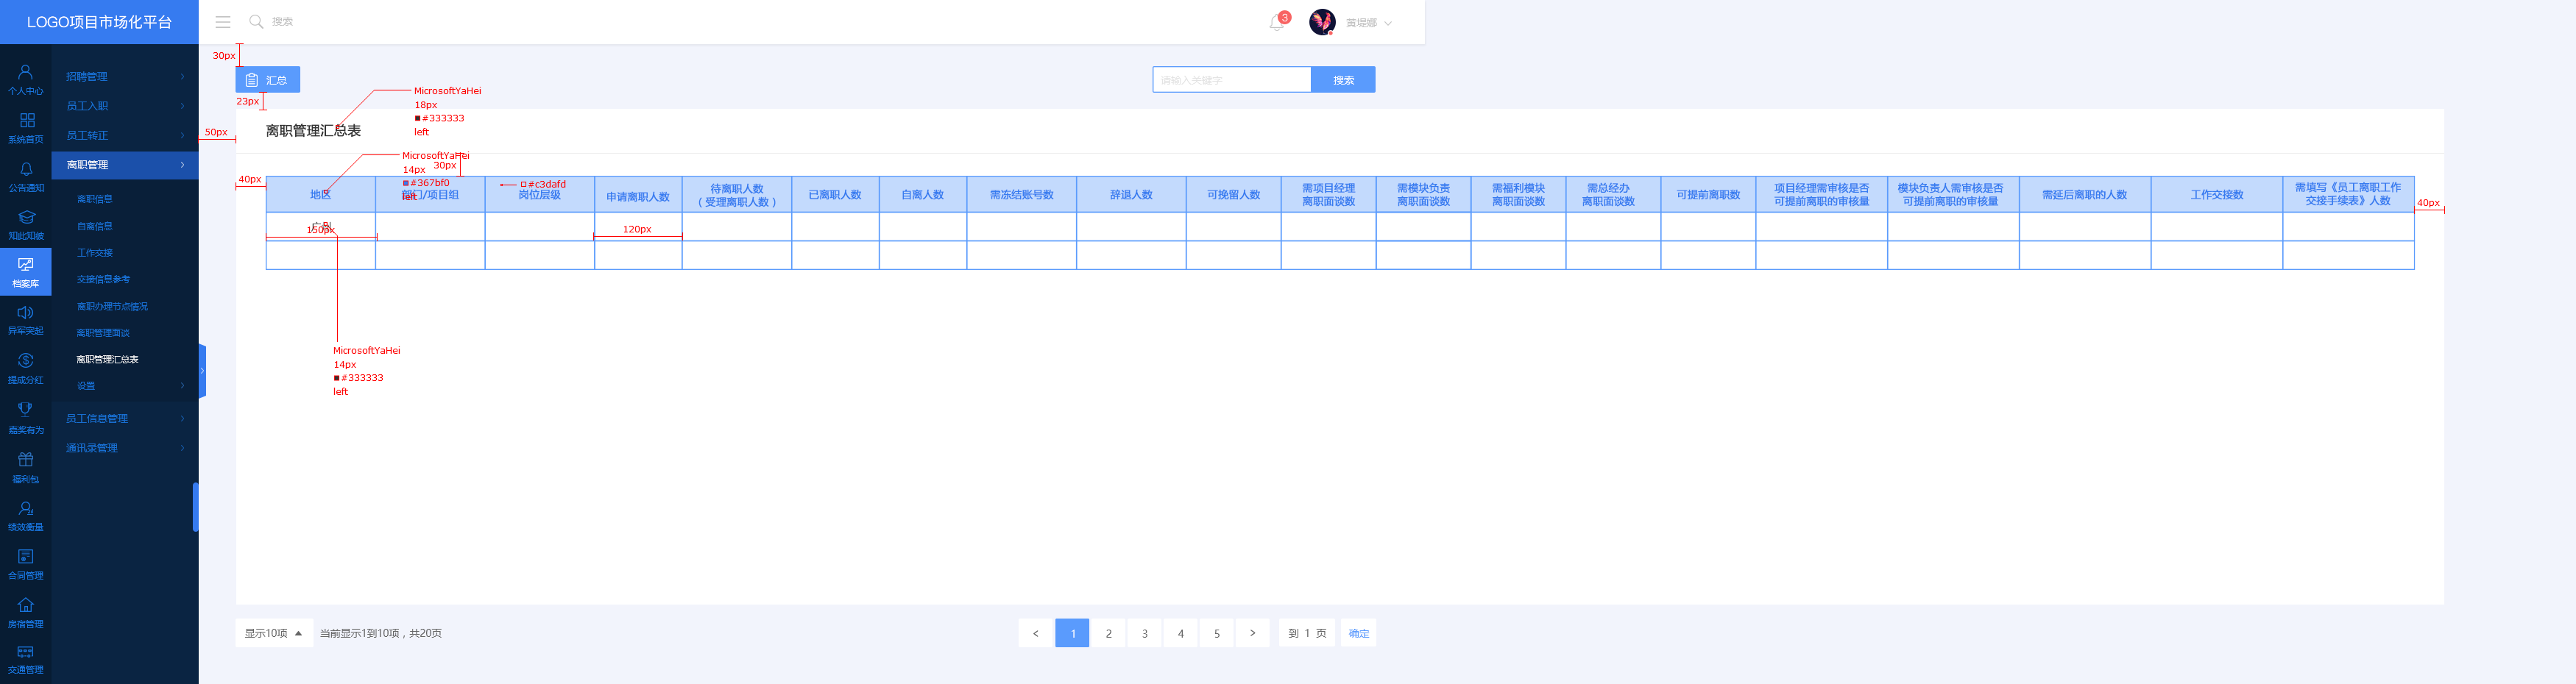 LOGO项目市场化平台
搜索
3
黄堤娜
个人中心
系统首页
公告通知
知此知彼
档案库
异军突起
提成分红
嘉奖有为
福利包
绩效衡量
合同管理
房宿管理
交通管理
招聘管理
员工入职
员工转正
离职管理
离职信息
自离信息
工作交接
交接信息参考
离职办理节点情况
离职管理面谈
离职管理汇总表
设置
员工信息管理
通讯录管理
30px
汇总
请输入关键字
搜索
23px
MicrosoftYaHei
18px
#333333
left
50px
离职管理汇总表
MicrosoftYaHei
14px
#367bf0
left
30px
40px
#c3dafd
地区
部门/项目组
岗位层级
申请离职人数
待离职人数
（受理离职人数）
已离职人数
自离人数
需冻结账号数
辞退人数
可挽留人数
需项目经理
离职面谈数
需模块负责
离职面谈数
需福利模块
离职面谈数
需总经办
离职面谈数
可提前离职数
项目经理需审核是否
可提前离职的审核量
模块负责人需审核是否
可提前离职的审核量
需延后离职的人数
工作交接数
需填写《员工离职工作
交接手续表》人数
40px
150px
120px
MicrosoftYaHei
14px
#333333
left
显示10项
当前显示1到10项，共20页
<
1
2
3
4
5
>
到 1 页
确定